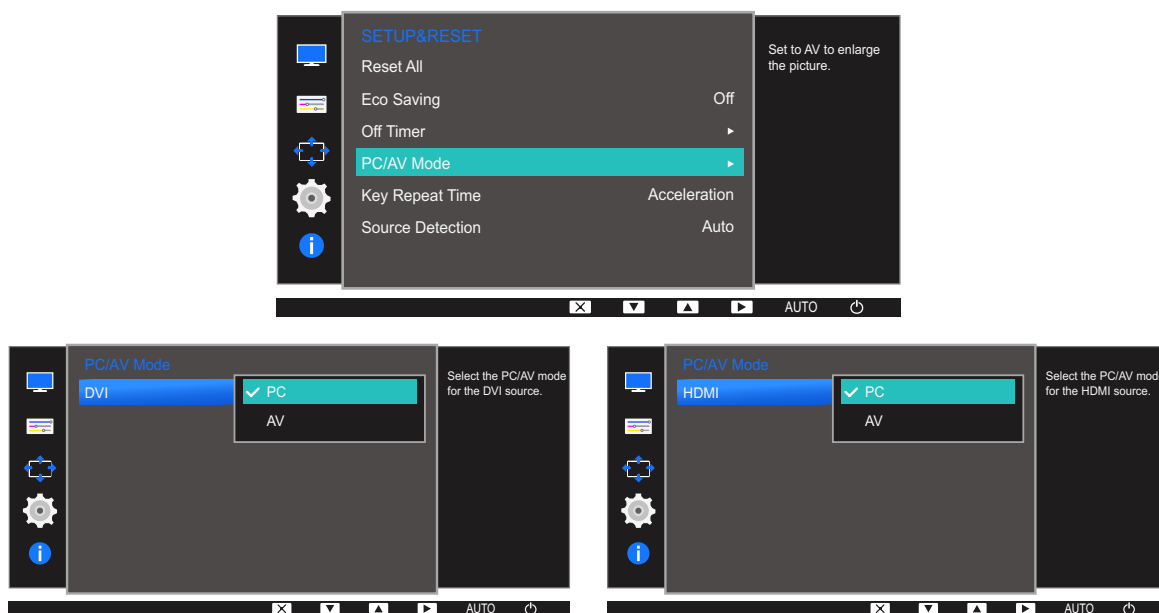 SETUP&RESET
Reset All
Eco Saving Off
Off Timer
PC/AV Mode
Key Repeat Time Acceleration
Source Detection Auto
Set to AV to enlarge
the picture.
AUTO
PC/AV Mode
DVI
PC
AV
Select the PC/AV mode
for the DVI source.
AUTO
PC/AV Mode
HDMI
PC
AV
Select the PC/AV mod
for the HDMI source.
AUTO